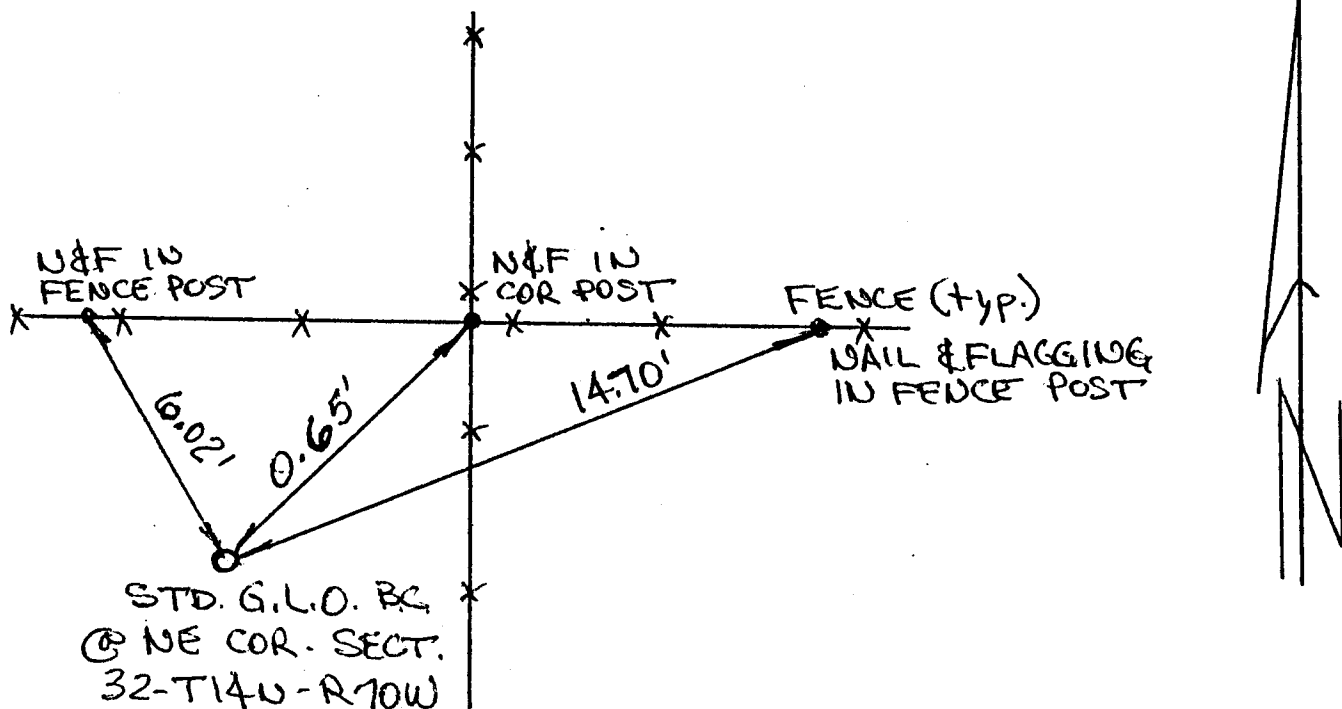 N&F IN
FENCE POST
N&F IN
COR POST
FENCE (typ.)
NAIL & FLAGGING
IN FENCE POST
6.02'
0.65'
14.70'
STD. G.L.O. BC
@ NE COR. SECT.
32-T14N-R70W
N